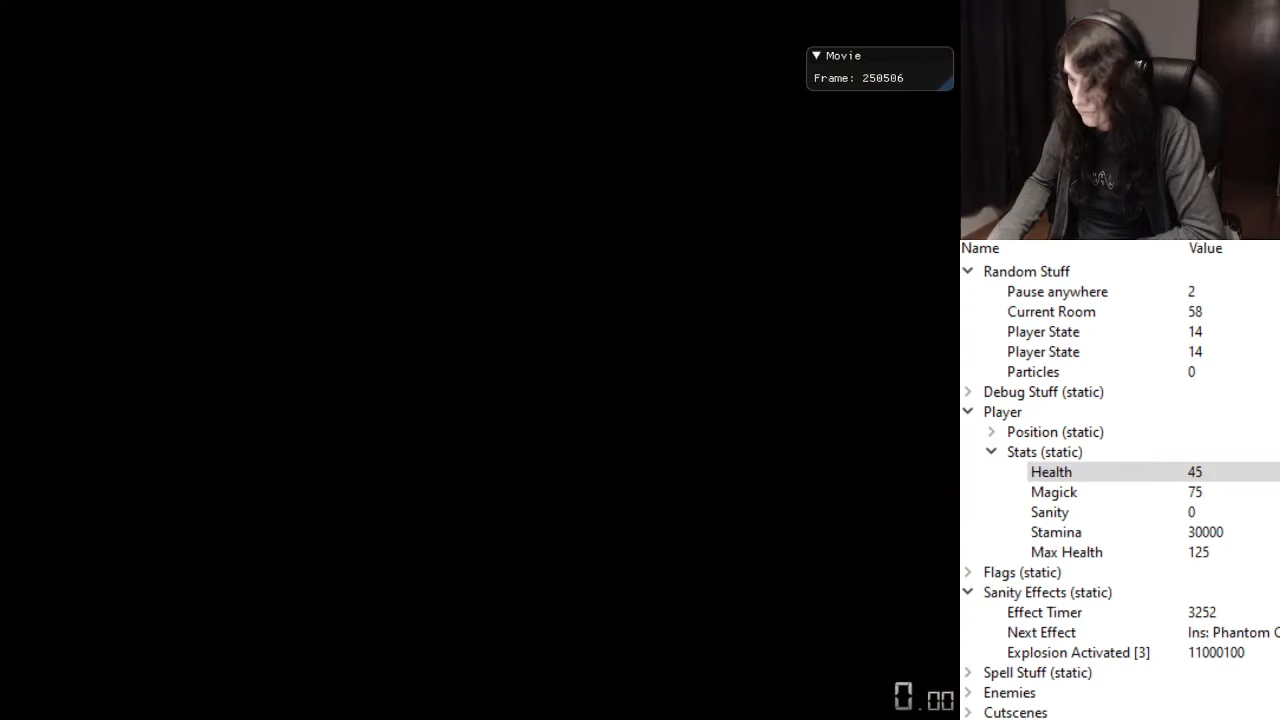 Movie
Frame: 250506
Name Value
Random Stuff
Pause anywhere 2
Current Room 58
Player State 14
Player State 14
Particles 0
Debug Stuff (static)
Player
Position (static)
Stats (static)
Health 45
Magick 75
Sanity 0
Stamina 30000
Max Health 125
Flags (static)
Sanity Effects (static)
Effect Timer 3252
Next Effect Ins: Phantom
Explosion Activated [3] 11000100
Spell Stuff (static)
Enemies
Cutscenes
0.00